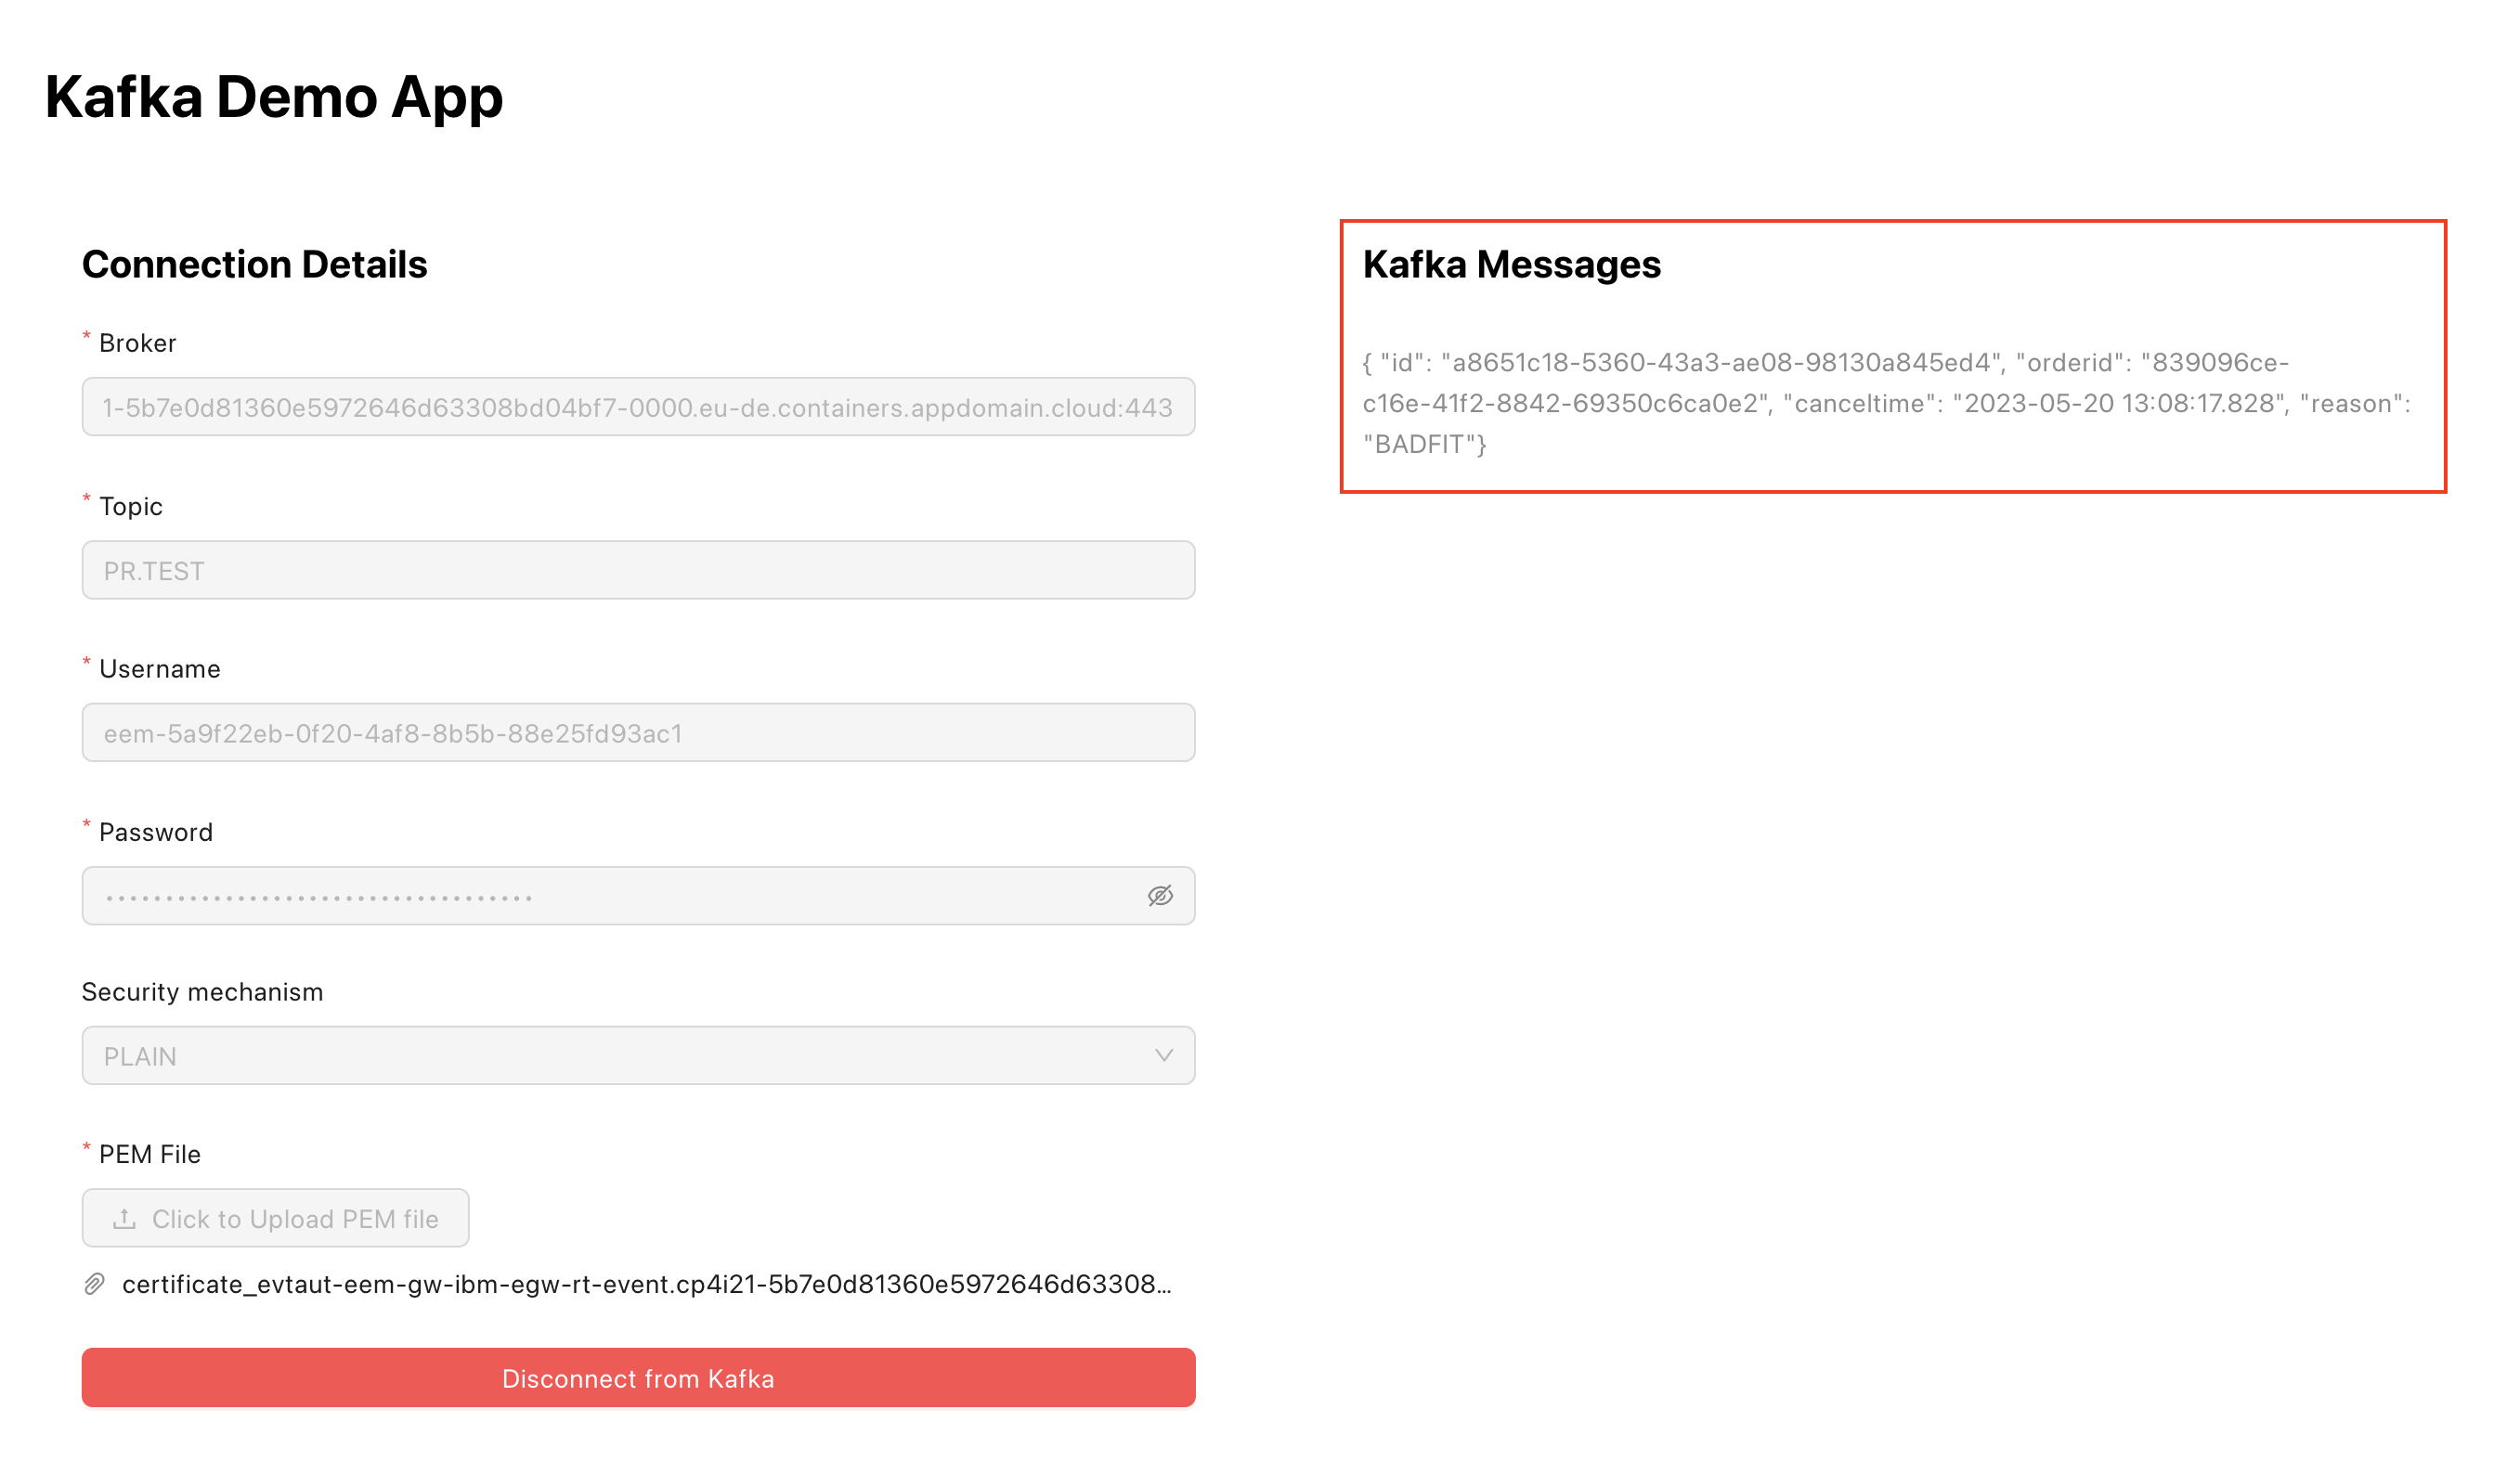 Kafka Demo App
Connection Details
* Broker
1-5b7e0d81360e5972646d63308bd04bf7-0000.eu-de.containers.appdomain.cloud:443
* Topic
PR.TEST
* Username
eem-5a9f22eb-0f20-4af8-8b5b-88e25fd93ac1
* Password
Security mechanism
PLAIN
* PEM File
Click to Upload PEM file
certificate_evtaut-eem-gw-ibm-egw-rt-event.cp4i21-5b7e0d81360e5972646d63308...
Disconnect from Kafka
Kafka Messages
{ "id": "a8651c18-5360-43a3-ae08-98130a845ed4", "orderid": "839096ce-
c16e-41f2-8842-69350c6ca0e2", "canceltime": "2023-05-20 13:08:17.828", "reason":
"BADFIT"}